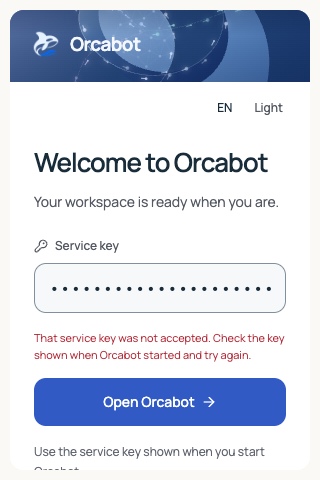 Orcabot
EN Light
Welcome to Orcabot
Your workspace is ready when you are.
Service key
That service key was not accepted. Check the key
shown when Orcabot started and try again.
Open Orcabot →
Use the service key shown when you start